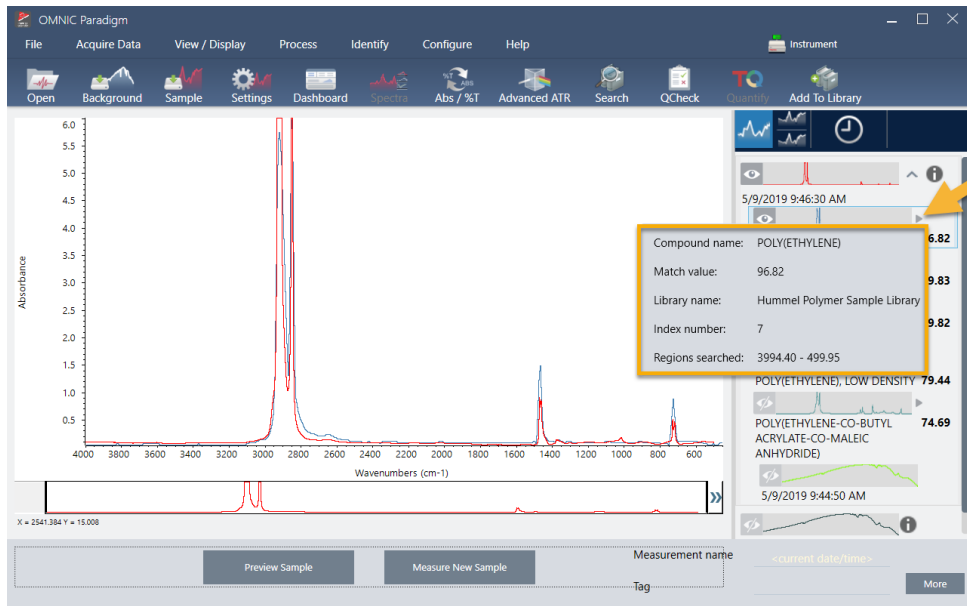 OMNIC Paradigm
File Acquire Data View / Display Process Identify Configure Help Instrument
%T ABS TQ
Open Background Sample Settings Dashboard Spectra Abs / %T Advanced ATR Search QCheck Quantify Add To Library
6.0
5.5
5.0
4.5
4.0
3.5
3.0
2.5
2.0
1.5
1.0
0.5
Absorbance
4000 3800 3600 3400 3200 3000 2800 2600 2400 2200 2000 1800 1600 1400 1200 1000 800 600
Wavenumbers (cm-1)
X = 2541.384 Y = 15.008
5/9/2019 9:46:30 AM
6.82
9.83
9.82
Compound name: POLY(ETHYLENE)
Match value: 96.82
Library name: Hummel Polymer Sample Library
Index number: 7
Regions searched: 3994.40 - 499.95
POLY(ETHYLENE), LOW DENSITY 79.44
POLY(ETHYLENE-CO-BUTYL 74.69
ACRYLATE-CO-MALEIC
ANHYDRIDE)
5/9/2019 9:44:50 AM
Preview Sample Measure New Sample
Measurement name <current date/time>
Tag
More